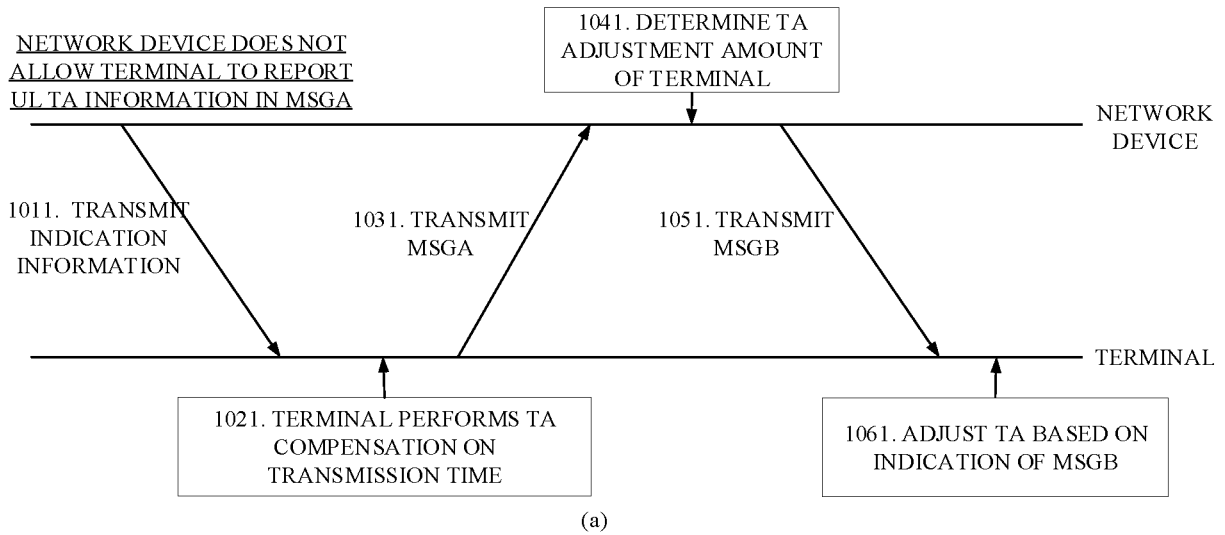 NETWORK DEVICE DOES NOT
ALLOW TERMINAL TO REPORT
UL TA INFORMATION IN MSGA
1041. DETERMINE TA
ADJUSTMENT AMOUNT
OF TERMINAL
NETWORK
DEVICE
1011. TRANSMIT
INDICATION
INFORMATION
1031. TRANSMIT
MSGA
1051. TRANSMIT
MSGB
TERMINAL
1021. TERMINAL PERFORMS TA
COMPENSATION ON
TRANSMISSION TIME
1061. ADJUST TA BASED ON
INDICATION OF MSGB
(a)